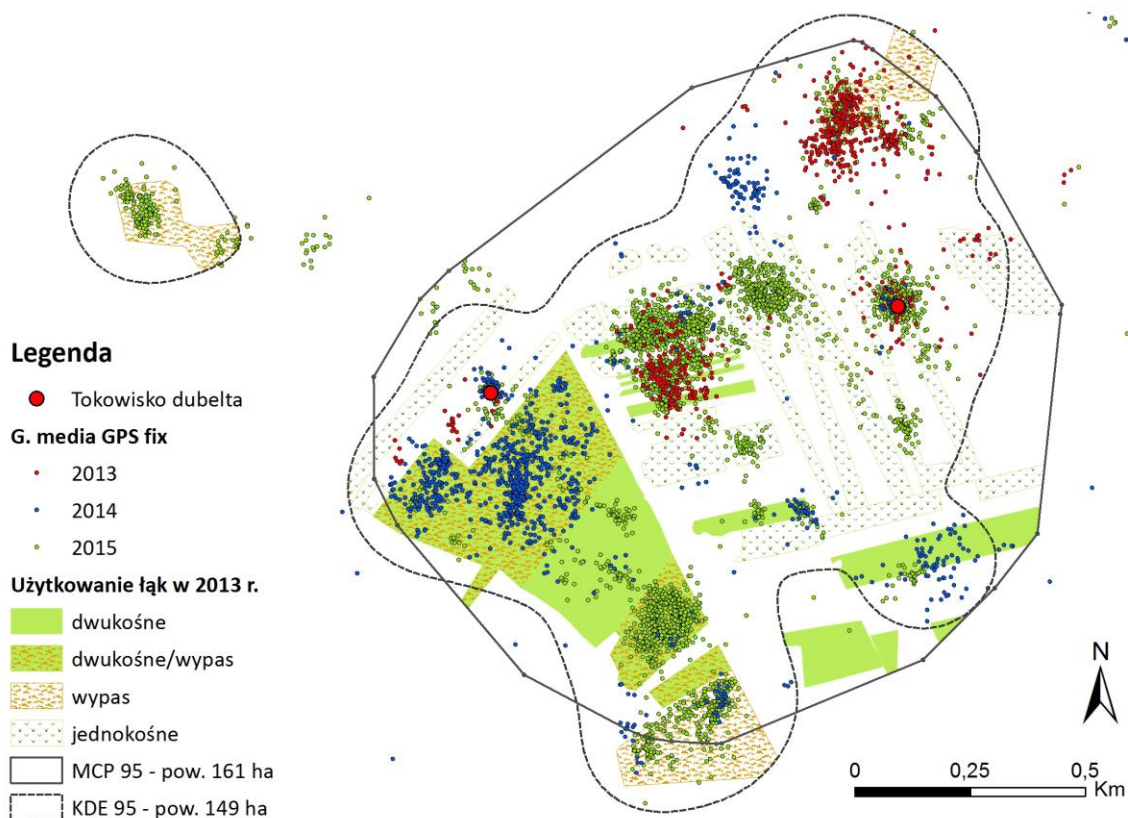 Legenda
Tokowisko dubelta
G. media GPS fix
2013
2014
2015
Użytkowanie łąk w 2013 r.
dwukośne
dwukośne/wypas
wypas
jednokośne
MCP 95 - pow. 161 ha
KDE 95 - pow. 149 ha
N
0 0,25 0,5
Km